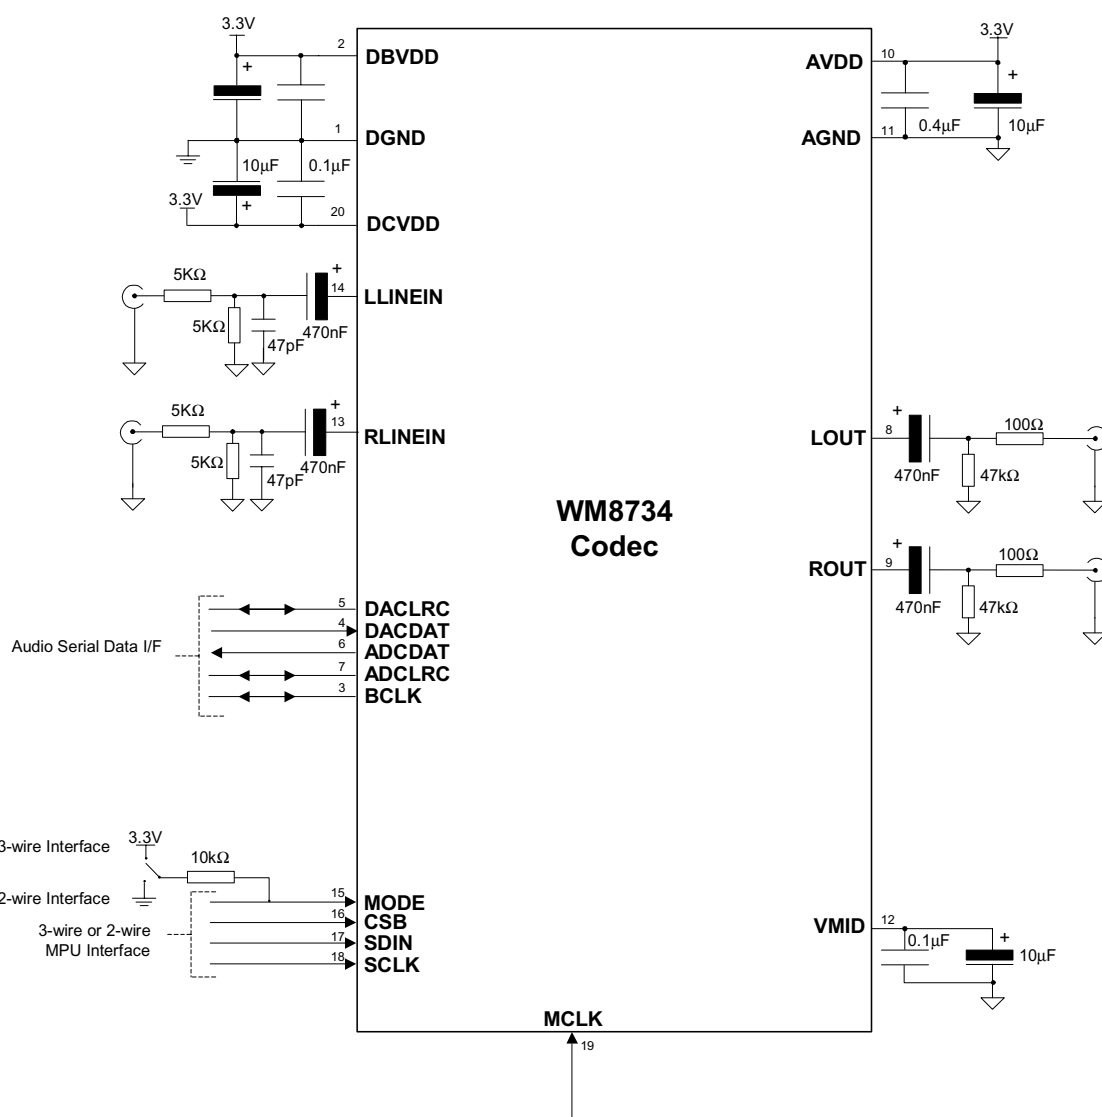 3.3V
2
DBVDD
+
1
DGND
10µF
0.1µF
+
3.3V
20
DCVDD
3.3V
10
AVDD
+
0.4µF
10µF
11
AGND
5KΩ
+
14
LLINEIN
5KΩ
47pF
470nF
5KΩ
+
13
RLINEIN
5KΩ
47pF
470nF
LOUT
8
+
470nF
100Ω
47kΩ
WM8734
Codec
ROUT
9
+
470nF
100Ω
47kΩ
Audio Serial Data I/F
5
DACLRC
4
DACDAT
6
ADCDAT
7
ADCLRC
3
BCLK
3-wire Interface
3.3V
10kΩ
2-wire Interface
3-wire or 2-wire
MPU Interface
15
MODE
16
CSB
17
SDIN
18
SCLK
VMID
12
0.1µF
+
10µF
MCLK
19